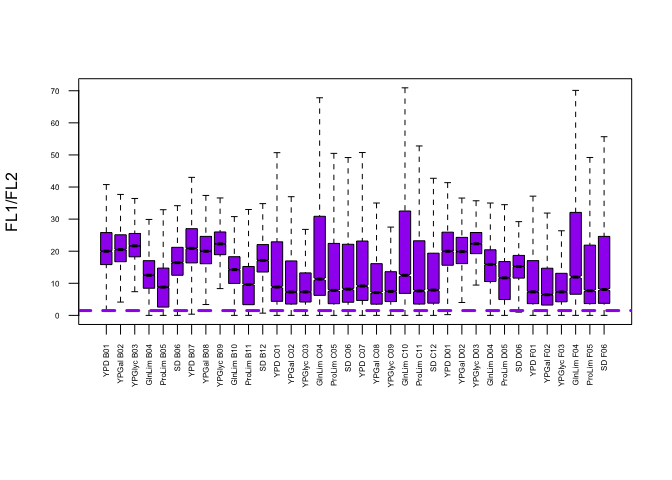 FL1/FL2
70
60
50
40
30
20
10
0
YPD B01
YPGal B02
YPGlyc B03
GlnLim B04
ProLim B05
SD B06
YPD B07
YPGal B08
YPGlyc B09
GlnLim B10
ProLim B11
SD B12
YPD C01
YPGal C02
YPGlyc C03
GlnLim C04
ProLim C05
SD C06
YPD C07
YPGal C08
YPGlyc C09
GlnLim C10
ProLim C11
SD C12
YPD D01
YPGal D02
YPGlyc D03
GlnLim D04
ProLim D05
SD D06
YPD F01
YPGal F02
YPGlyc F03
GlnLim F04
ProLim F05
SD F06